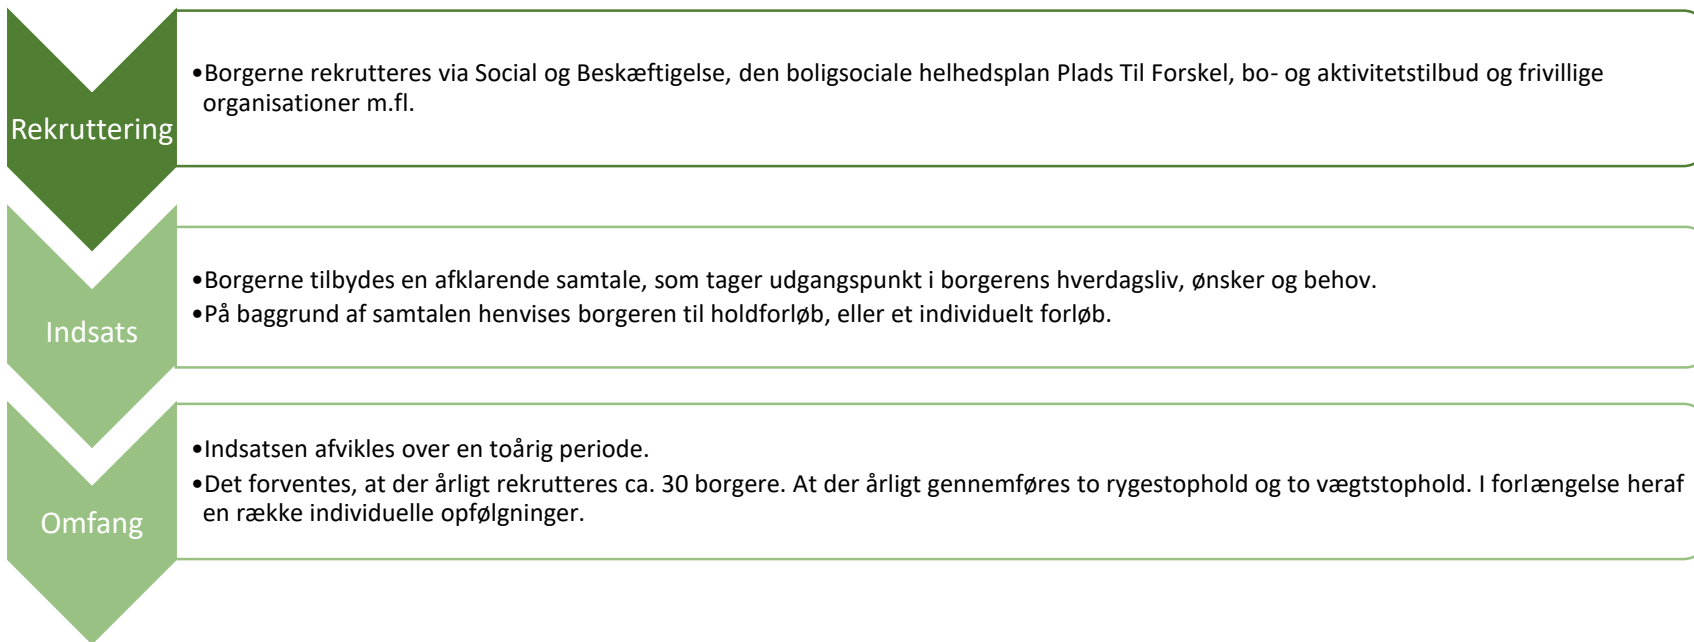 Rekruttering
•Borgerne rekrutteres via Social og Beskæftigelse, den boligsociale helhedsplan Plads Til Forskel, bo- og aktivitetstilbud og frivillige
organisationer m.fl.
Indsats
•Borgerne tilbydes en afklarende samtale, som tager udgangspunkt i borgerens hverdagsliv, ønsker og behov.
•På baggrund af samtalen henvises borgeren til holdforløb, eller et individuelt forløb.
Omfang
•Indsatsen afvikles over en toårig periode.
•Det forventes, at der årligt rekrutteres ca. 30 borgere. At der årligt gennemføres to rygestophold og to vægtstophold. I forlængelse heraf
en række individuelle opfølgninger.